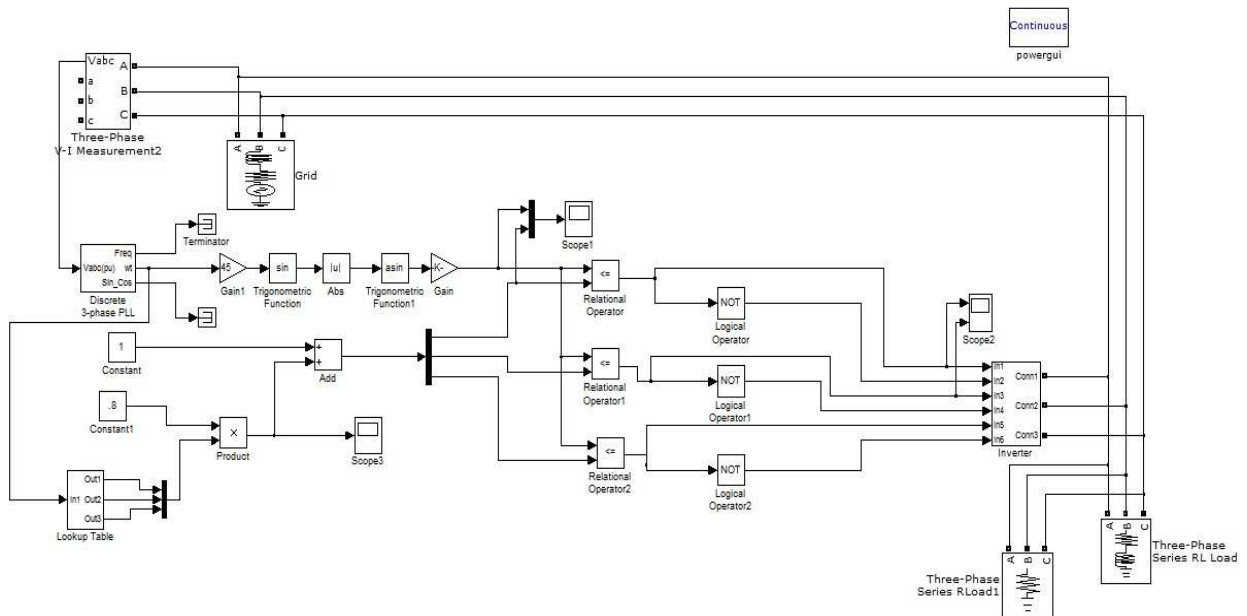 Continuous
powergui
Vabc
A
a
B
b
C
c
Three-Phase
V-I Measurement2
A
B
C
Grid
Scope1
Terminator
Freq
Vabc(pu)
wt
Sin_Cos
Discrete
3-phase PLL
45
Gain1
sin
Trigonometric
Function
|u|
Abs
asin
Trigonometric
Function1
-K-
Gain
<=
Relational
Operator
NOT
Logical
Operator
Scope2
1
Constant
+
+
Add
<=
Relational
Operator1
NOT
Logical
Operator1
In1
In2
In3
In4
In5
In6
Conn1
Conn2
Conn3
Inverter
.8
Constant1
×
Product
Scope3
<=
Relational
Operator2
NOT
Logical
Operator2
In1
Out1
Out2
Out3
Lookup Table
A
B
C
Three-Phase
Series RL Load
A
B
C
Three-Phase
Series RLoad1